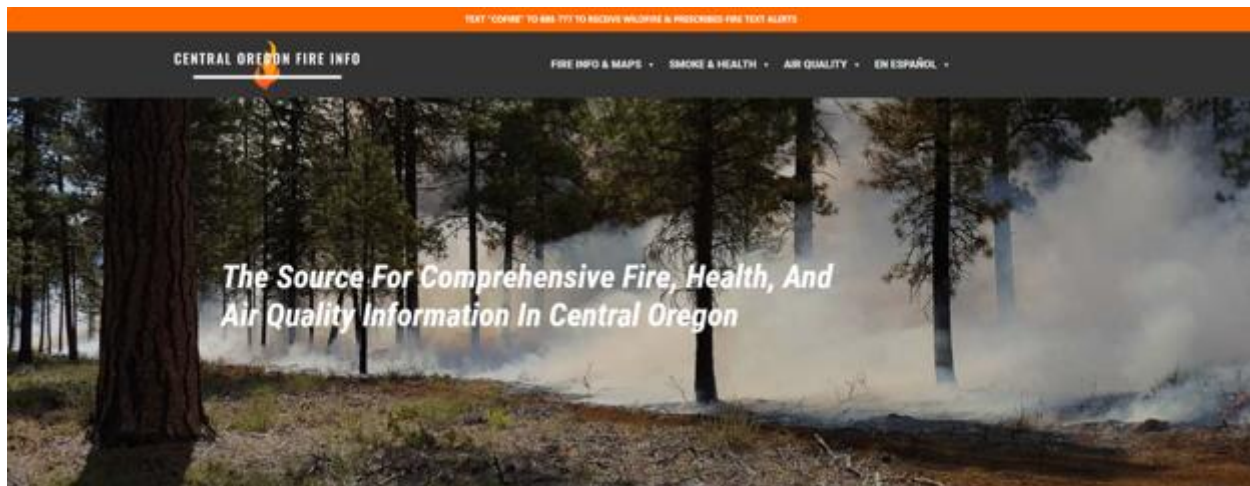 TEXT "COFIRE" TO 888-777 TO RECEIVE WILDFIRE & PRESCRIBED FIRE TEXT ALERTS
CENTRAL OREGON FIRE INFO
FIRE INFO & MAPS
SMOKE & HEALTH
AIR QUALITY
EN ESPAÑOL
The Source For Comprehensive Fire, Health, And
Air Quality Information In Central Oregon